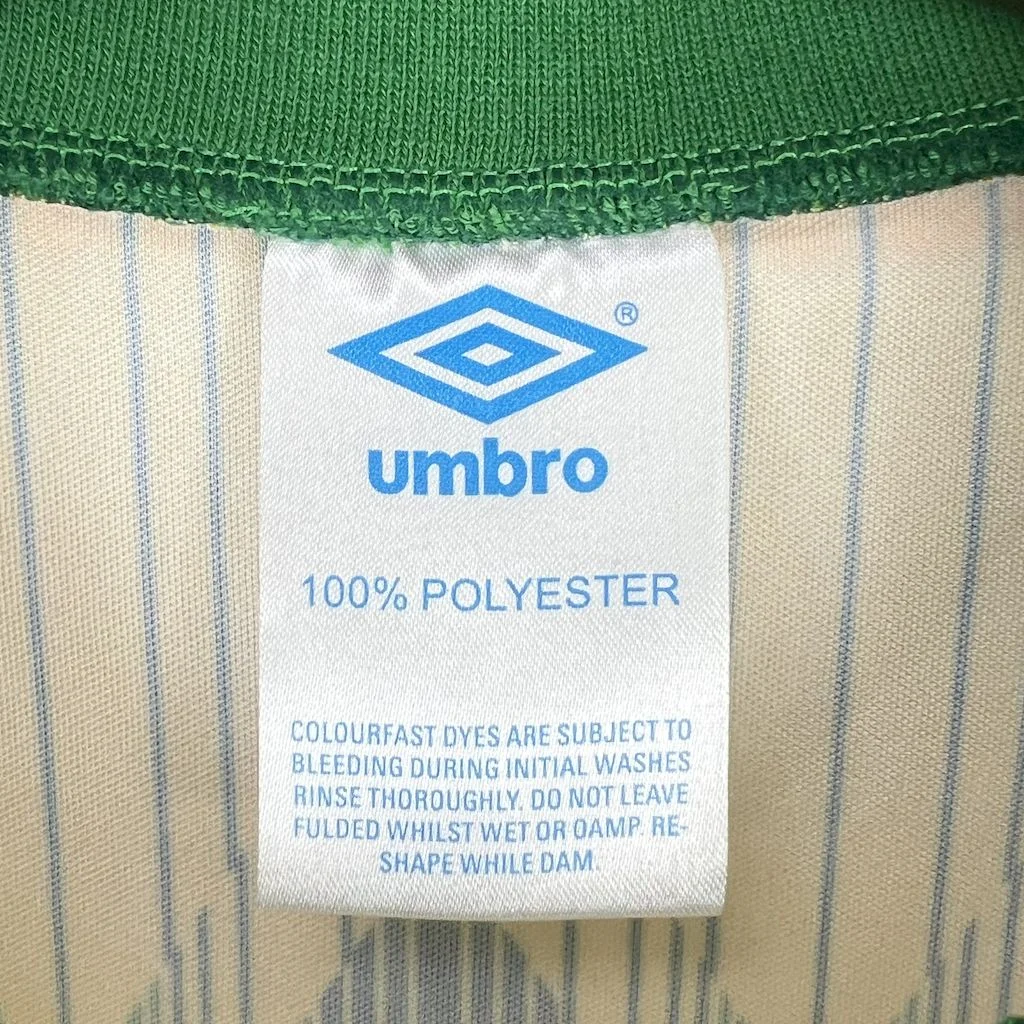 ®
umbro
100% POLYESTER
COLOURFAST DYES ARE SUBJECT TO
BLEEDING DURING INITIAL WASHES
RINSE THOROUGHLY. DO NOT LEAVE
FULDED WHILST WET OR OAMP. RE-
SHAPE WHILE DAM.